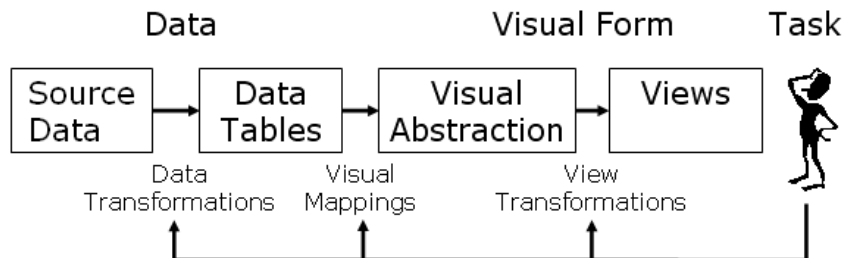 Data
Visual Form
Task
Source
Data
Data
Tables
Visual
Abstraction
Views
Data
Transformations
Visual
Mappings
View
Transformations